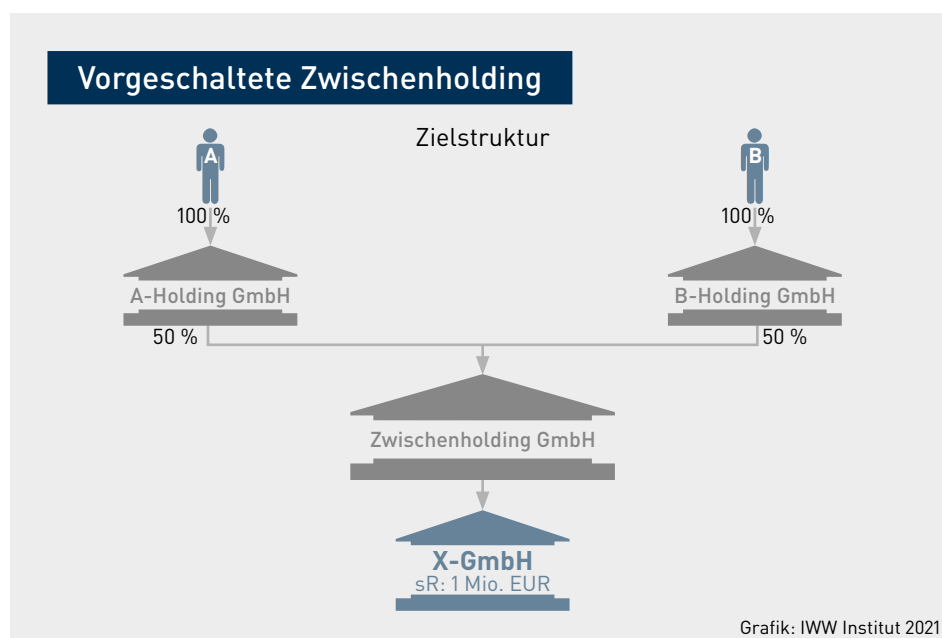 Vorgeschaltete Zwischenholding
Zielstruktur
A
B
100 %
100 %
A-Holding GmbH
B-Holding GmbH
50 %
50 %
Zwischenholding GmbH
X-GmbH
sR: 1 Mio. EUR
Grafik: IWW Institut 2021